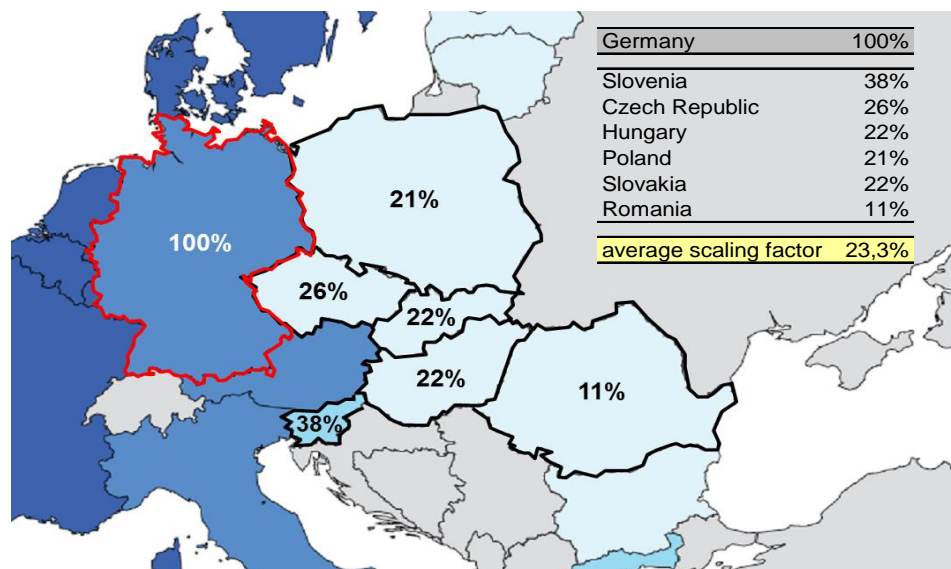 Germany 100%
Slovenia 38%
Czech Republic 26%
Hungary 22%
Poland 21%
Slovakia 22%
Romania 11%
average scaling factor 23,3%
21%
100%
26%
22%
22%
11%
38%